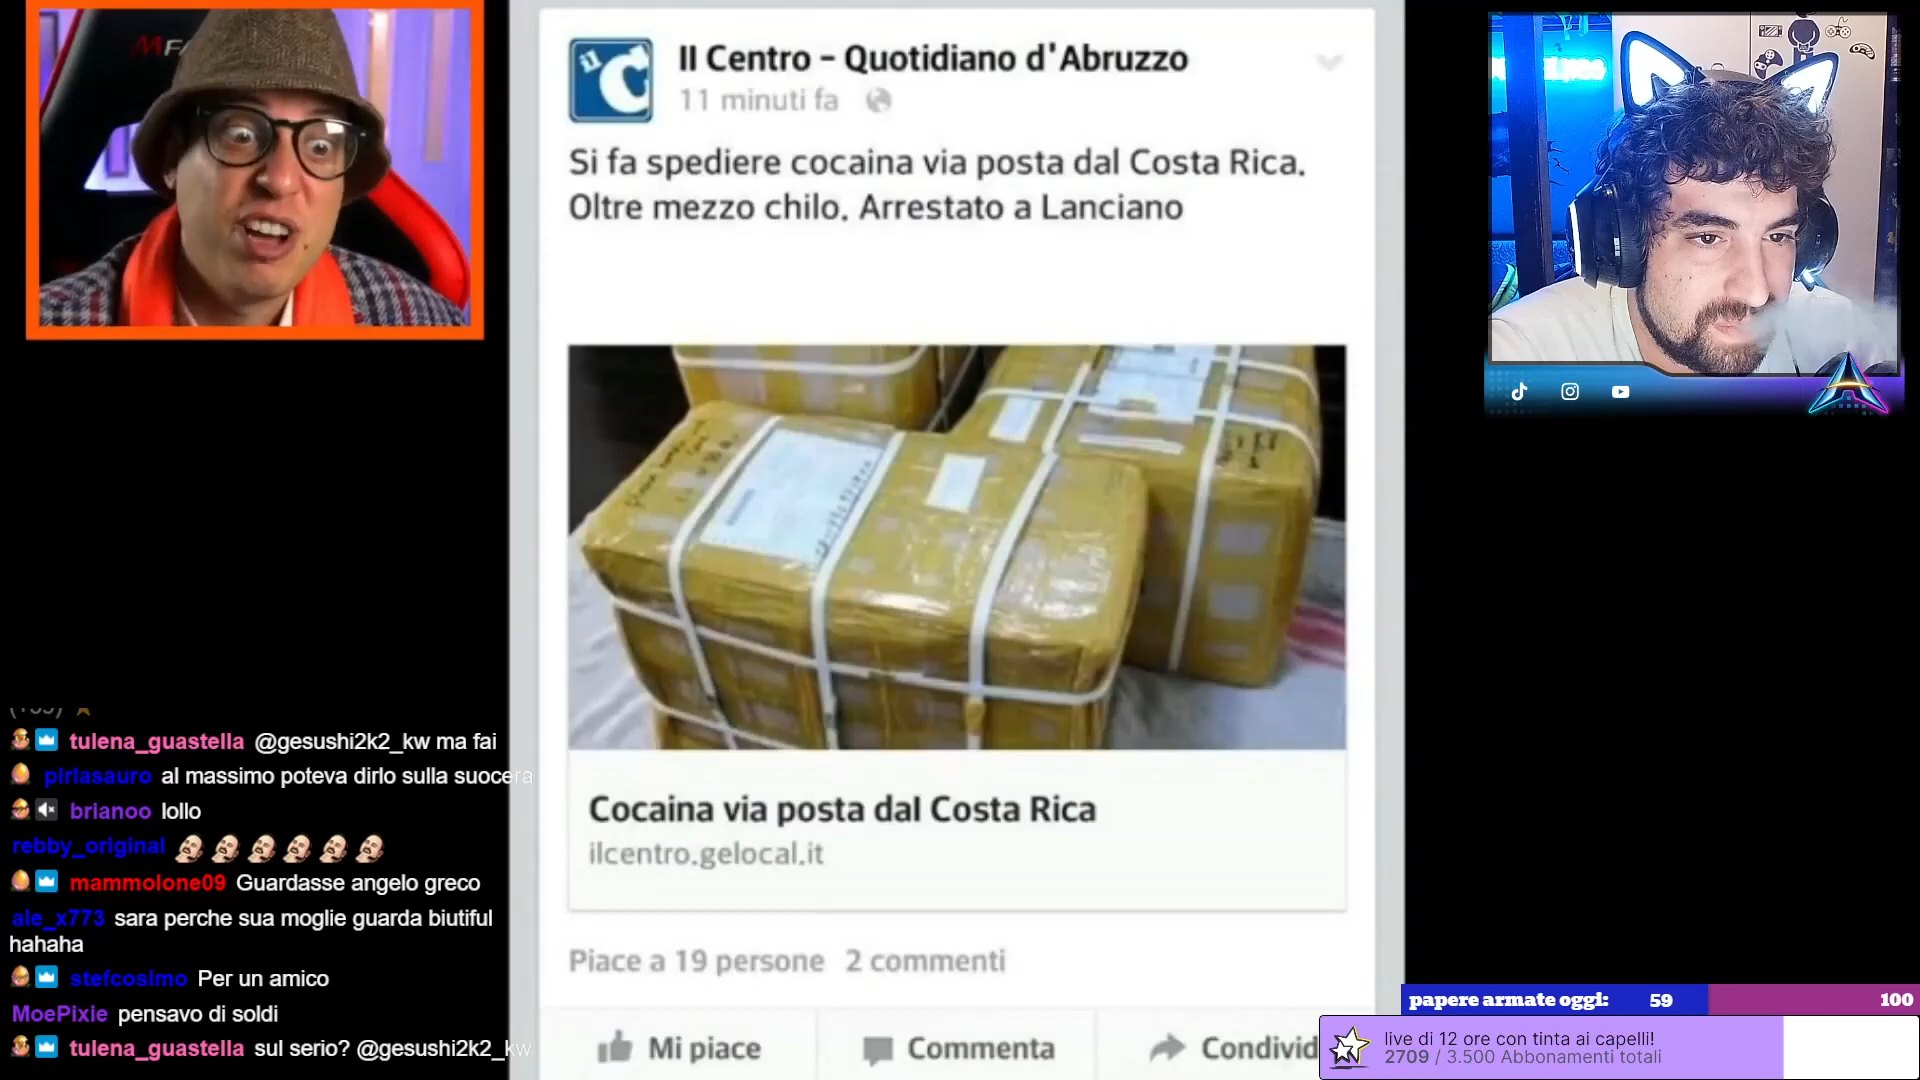 Il Centro - Quotidiano d'Abruzzo
11 minuti fa
Si fa spediere cocaina via posta dal Costa Rica.
Oltre mezzo chilo. Arrestato a Lanciano
Cocaina via posta dal Costa Rica
ilcentro.gelocal.it
Piace a 19 persone 2 commenti
Mi piace
Commenta
Condivid
tulena_guastella @gesushi2k2_kw ma fai
pirlasauro al massimo poteva dirlo sulla suocera
brianoo lollo
rebby_original
mammolone09 Guardasse angelo greco
ale_x773 sara perche sua moglie guarda biutiful
hahaha
stefcosimo Per un amico
MoePixie pensavo di soldi
tulena_guastella sul serio? @gesushi2k2_kw
papere armate oggi: 59 100
live di 12 ore con tinta ai capelli!
2709 / 3.500 Abbonamenti totali